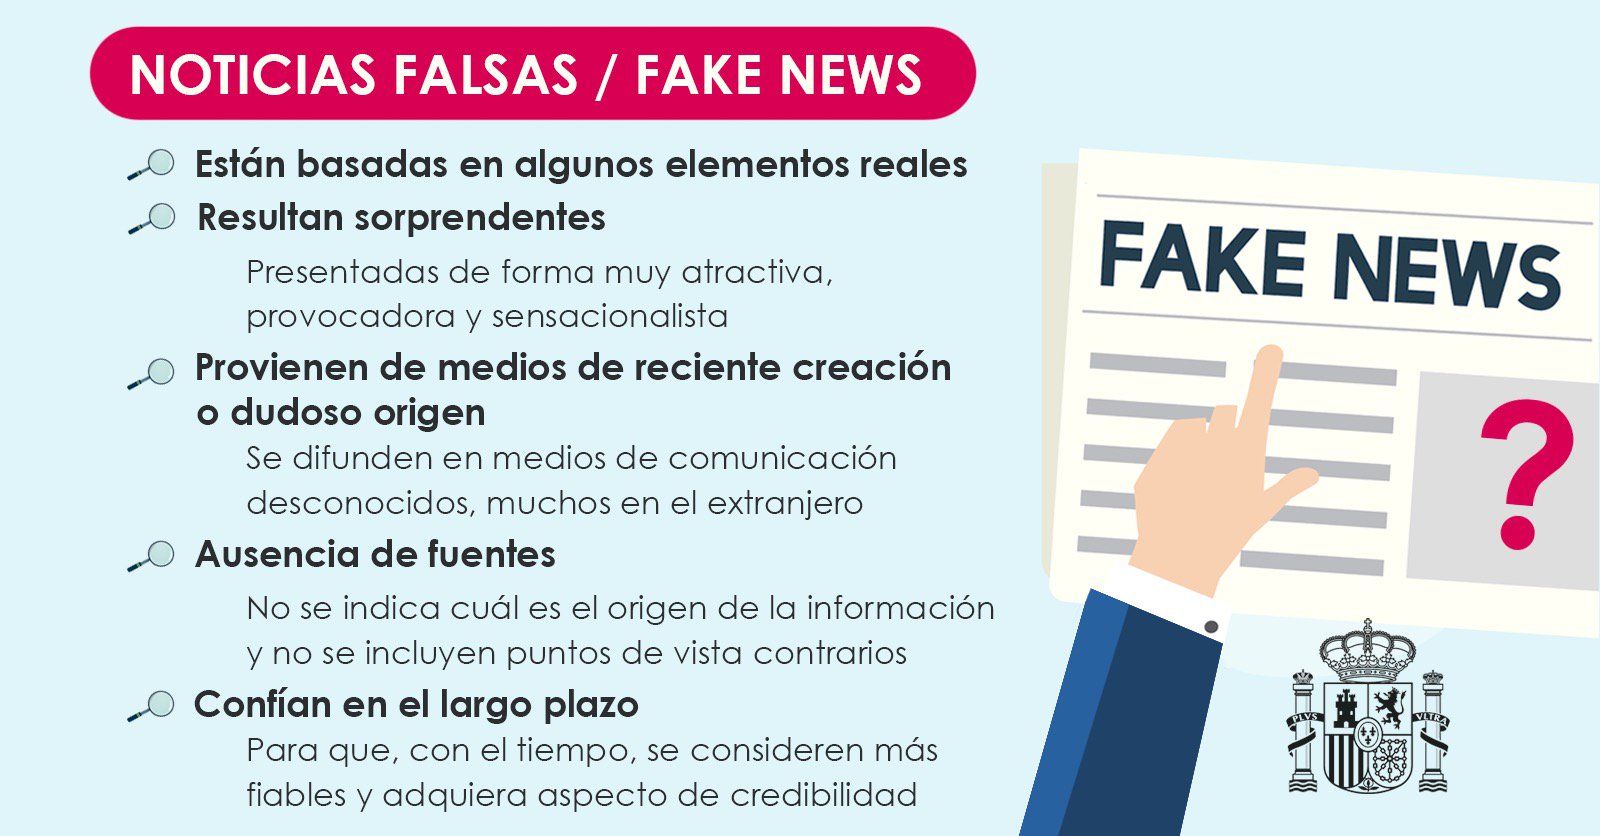 NOTICIAS FALSAS / FAKE NEWS
Están basadas en algunos elementos reales
Resultan sorprendentes
Presentadas de forma muy atractiva,
provocadora y sensacionalista
Provienen de medios de reciente creación
o dudoso origen
Se difunden en medios de comunicación
desconocidos, muchos en el extranjero
Ausencia de fuentes
No se indica cuál es el origen de la información
y no se incluyen puntos de vista contrarios
Confían en el largo plazo
Para que, con el tiempo, se consideren más
fiables y adquiera aspecto de credibilidad
FAKE NEWS
?
PLVS VLTRA